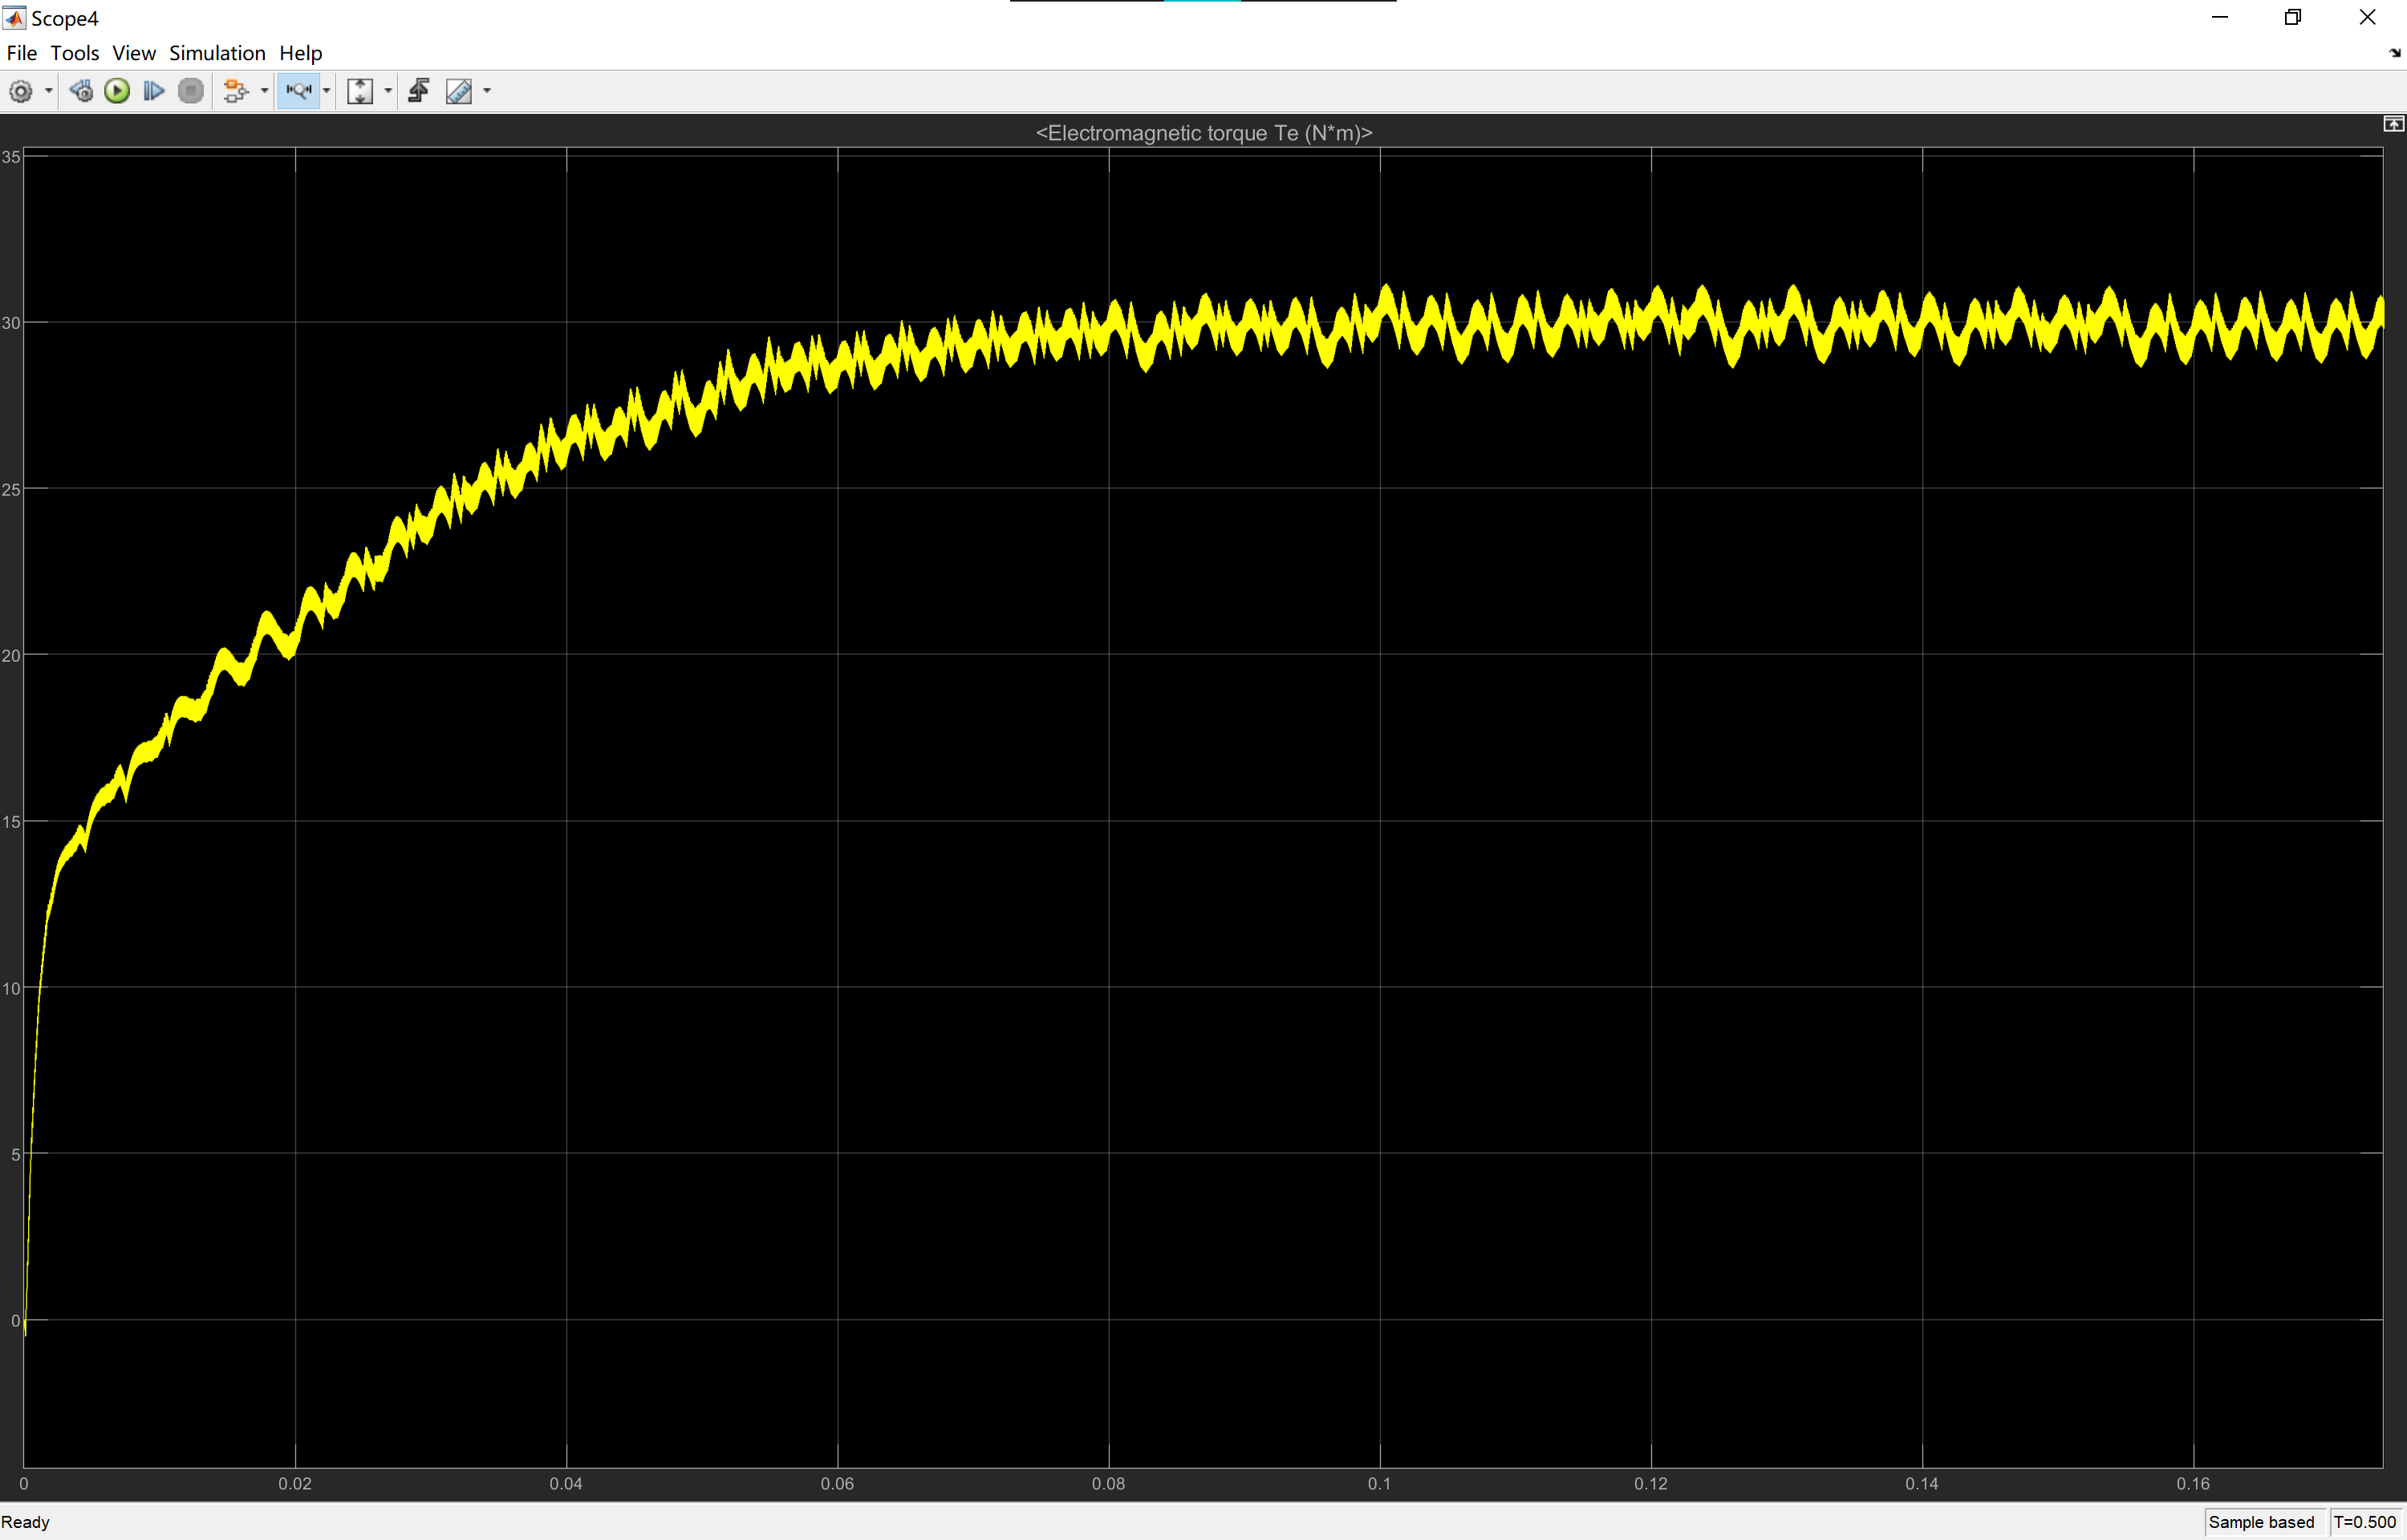 Scope4
File Tools View Simulation Help
<Electromagnetic torque Te (N*m)>
35
30
25
20
15
10
5
0
0 0.02 0.04 0.06 0.08 0.1 0.12 0.14 0.16
Ready Sample based T=0.500